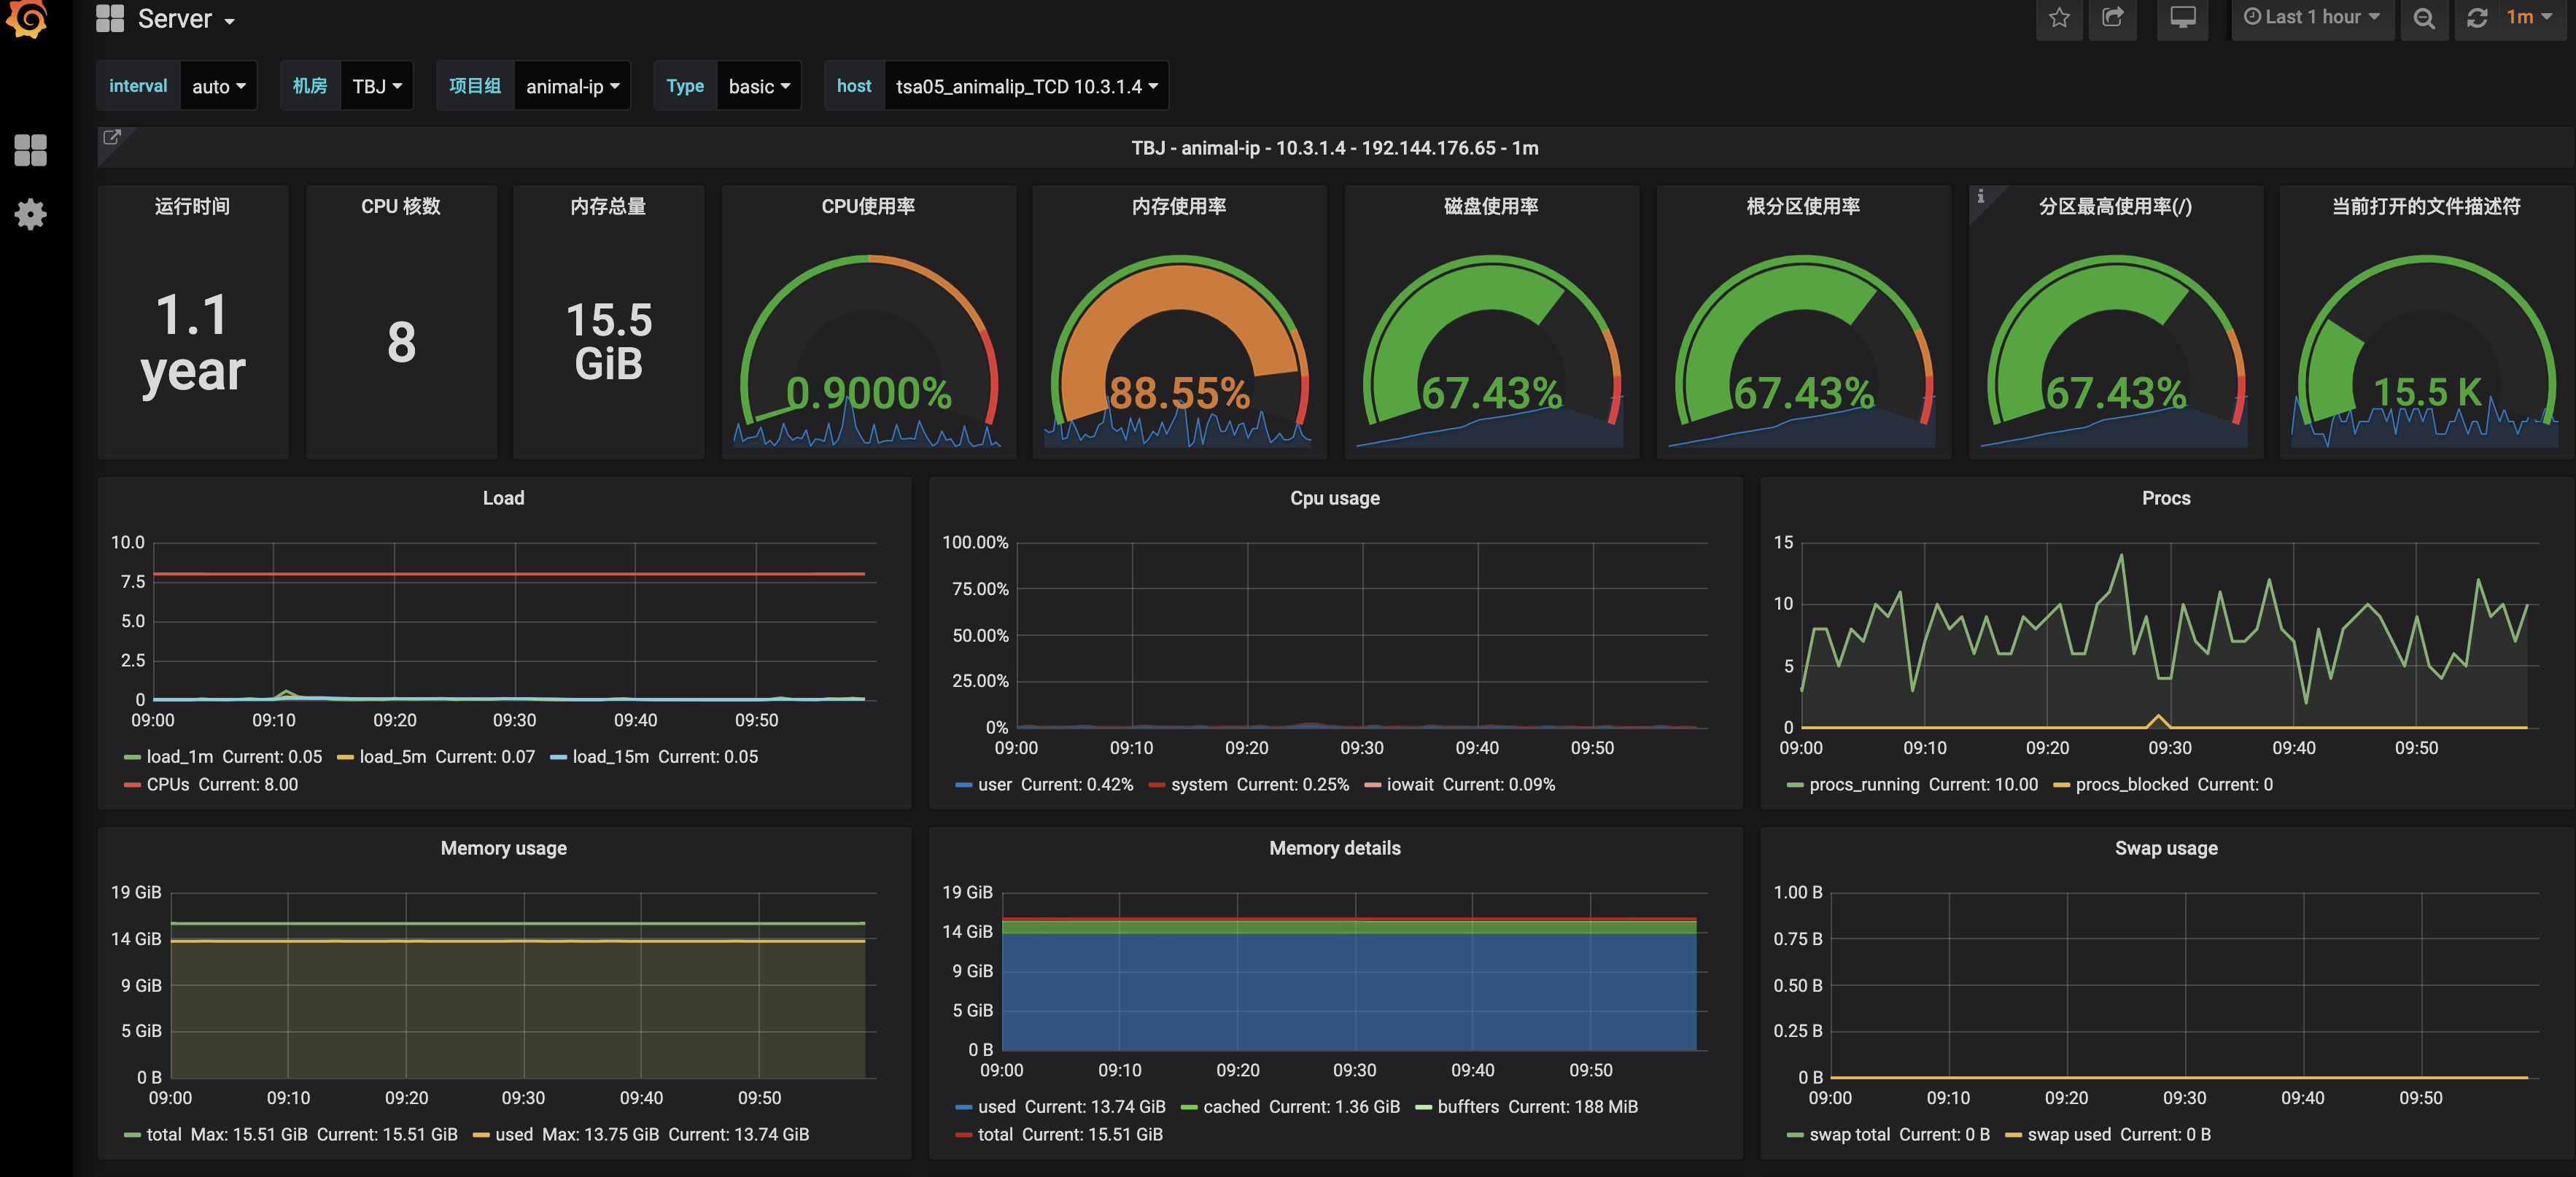 Server
Last 1 hour
1m
interval auto 机房 TBJ 项目组 animal-ip Type basic host tsa05_animalip_TCD 10.3.1.4
TBJ - animal-ip - 10.3.1.4 - 192.144.176.65 - 1m
运行时间
1.1
year
CPU 核数
8
内存总量
15.5
GiB
CPU使用率
0.9000%
内存使用率
88.55%
磁盘使用率
67.43%
根分区使用率
67.43%
i
分区最高使用率(/)
67.43%
当前打开的文件描述符
15.5 K
Load
10.0
7.5
5.0
2.5
0
09:00 09:10 09:20 09:30 09:40 09:50
load_1m Current: 0.05 load_5m Current: 0.07 load_15m Current: 0.05
CPUs Current: 8.00
Cpu usage
100.00%
75.00%
50.00%
25.00%
0%
09:00 09:10 09:20 09:30 09:40 09:50
user Current: 0.42% system Current: 0.25% iowait Current: 0.09%
Procs
15
10
5
0
09:00 09:10 09:20 09:30 09:40 09:50
procs_running Current: 10.00 procs_blocked Current: 0
Memory usage
19 GiB
14 GiB
9 GiB
5 GiB
0 B
09:00 09:10 09:20 09:30 09:40 09:50
total Max: 15.51 GiB Current: 15.51 GiB used Max: 13.75 GiB Current: 13.74 GiB
Memory details
19 GiB
14 GiB
9 GiB
5 GiB
0 B
09:00 09:10 09:20 09:30 09:40 09:50
used Current: 13.74 GiB cached Current: 1.36 GiB buffters Current: 188 MiB
total Current: 15.51 GiB
Swap usage
1.00 B
0.75 B
0.50 B
0.25 B
0 B
09:00 09:10 09:20 09:30 09:40 09:50
swap total Current: 0 B swap used Current: 0 B